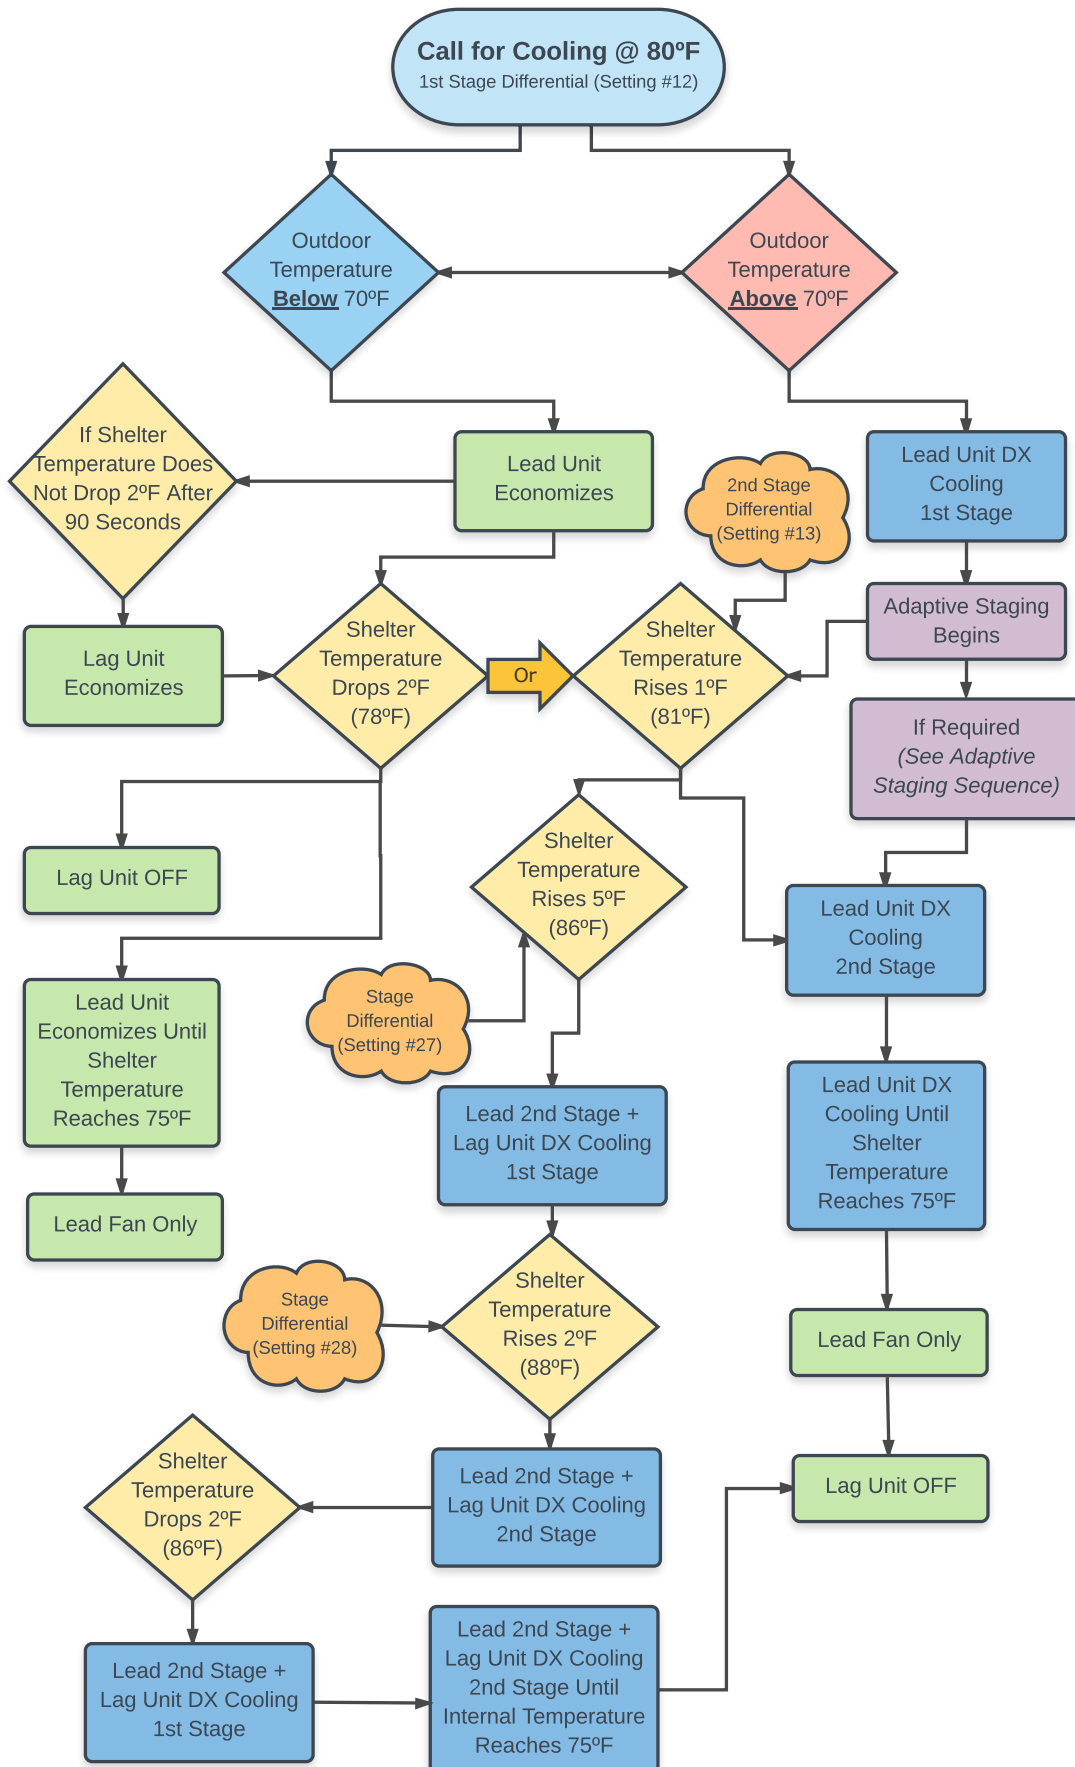 Call for Cooling @ 80ºF
1st Stage Differential (Setting #12)
Outdoor
Temperature
Below 70ºF
Outdoor
Temperature
Above 70ºF
If Shelter
Temperature Does
Not Drop 2ºF After
90 Seconds
Lead Unit
Economizes
2nd Stage
Differential
(Setting #13)
Lead Unit DX
Cooling
1st Stage
Adaptive Staging
Begins
Lag Unit
Economizes
Shelter
Temperature
Drops 2ºF
(78ºF)
Or
Shelter
Temperature
Rises 1ºF
(81ºF)
If Required
(See Adaptive
Staging Sequence)
Lag Unit OFF
Shelter
Temperature
Rises 5ºF
(86ºF)
Lead Unit DX
Cooling
2nd Stage
Stage
Differential
(Setting #27)
Lead Unit
Economizes Until
Shelter
Temperature
Reaches 75ºF
Lead 2nd Stage +
Lag Unit DX Cooling
1st Stage
Lead Unit DX
Cooling Until
Shelter
Temperature
Reaches 75ºF
Lead Fan Only
Stage
Differential
(Setting #28)
Shelter
Temperature
Rises 2ºF
(88ºF)
Lead Fan Only
Shelter
Temperature
Drops 2ºF
(86ºF)
Lead 2nd Stage +
Lag Unit DX Cooling
2nd Stage
Lag Unit OFF
Lead 2nd Stage +
Lag Unit DX Cooling
1st Stage
Lead 2nd Stage +
Lag Unit DX Cooling
2nd Stage Until
Internal Temperature
Reaches 75ºF